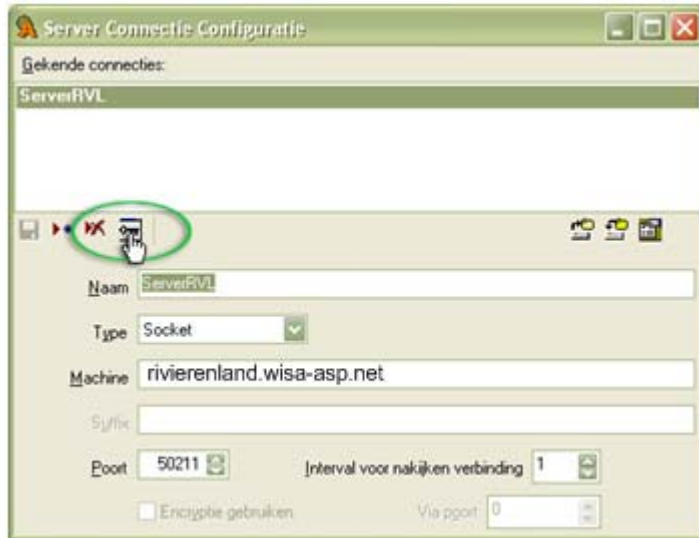 Server Connectie Configuratie
Gekende connecties:
ServerRVL
Naam ServerRVL
Type Socket
Machine rivierenland.wisa-asp.net
Suffix
Poort 50211 Interval voor nakijken verbinding 1
Encryptie gebruiken Via poort 0